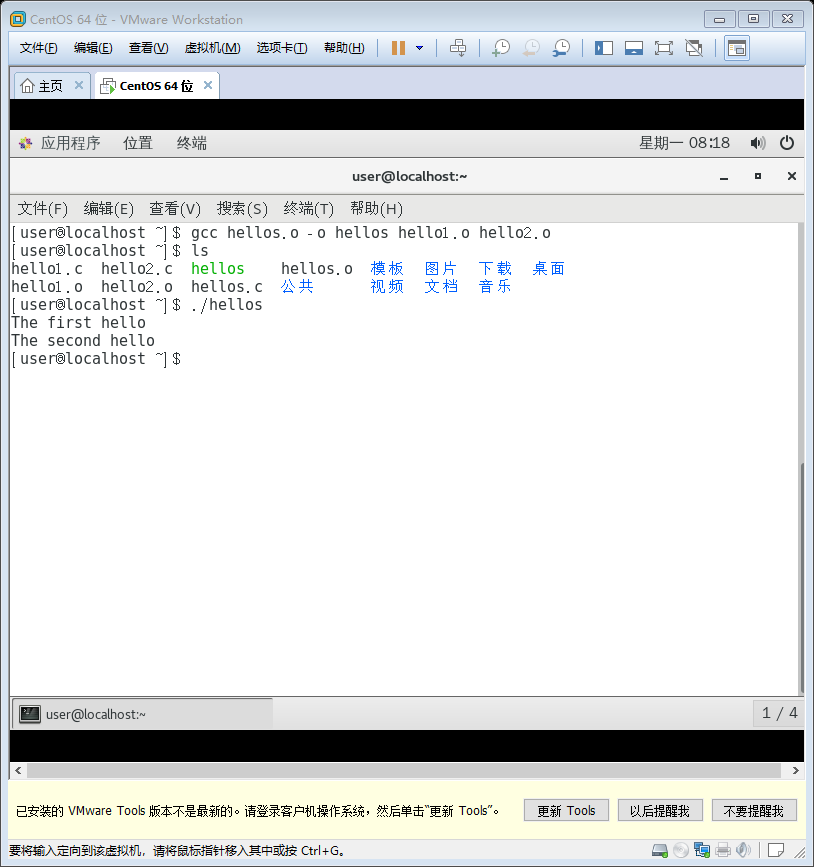 CentOS 64 位 - VMware Workstation
文件(F) 编辑(E) 查看(V) 虚拟机(M) 选项卡(T) 帮助(H)
主页 CentOS 64 位
应用程序 位置 终端 星期一 08:18
user@localhost:~
文件(F) 编辑(E) 查看(V) 搜索(S) 终端(T) 帮助(H)
[user@localhost ~]$ gcc hellos.o -o hellos hello1.o hello2.o
[user@localhost ~]$ ls
hello1.c hello2.c hellos hellos.o 模板 图片 下载 桌面
hello1.o hello2.o hellos.c 公共 视频 文档 音乐
[user@localhost ~]$ ./hellos
The first hello
The second hello
[user@localhost ~]$
user@localhost:~ 1 / 4
已安装的 VMware Tools 版本不是最新的。请登录客户机操作系统，然后单击“更新 Tools”。 更新 Tools 以后提醒我 不要提醒我
要将输入定向到该虚拟机，请将鼠标指针移入其中或按 Ctrl+G。